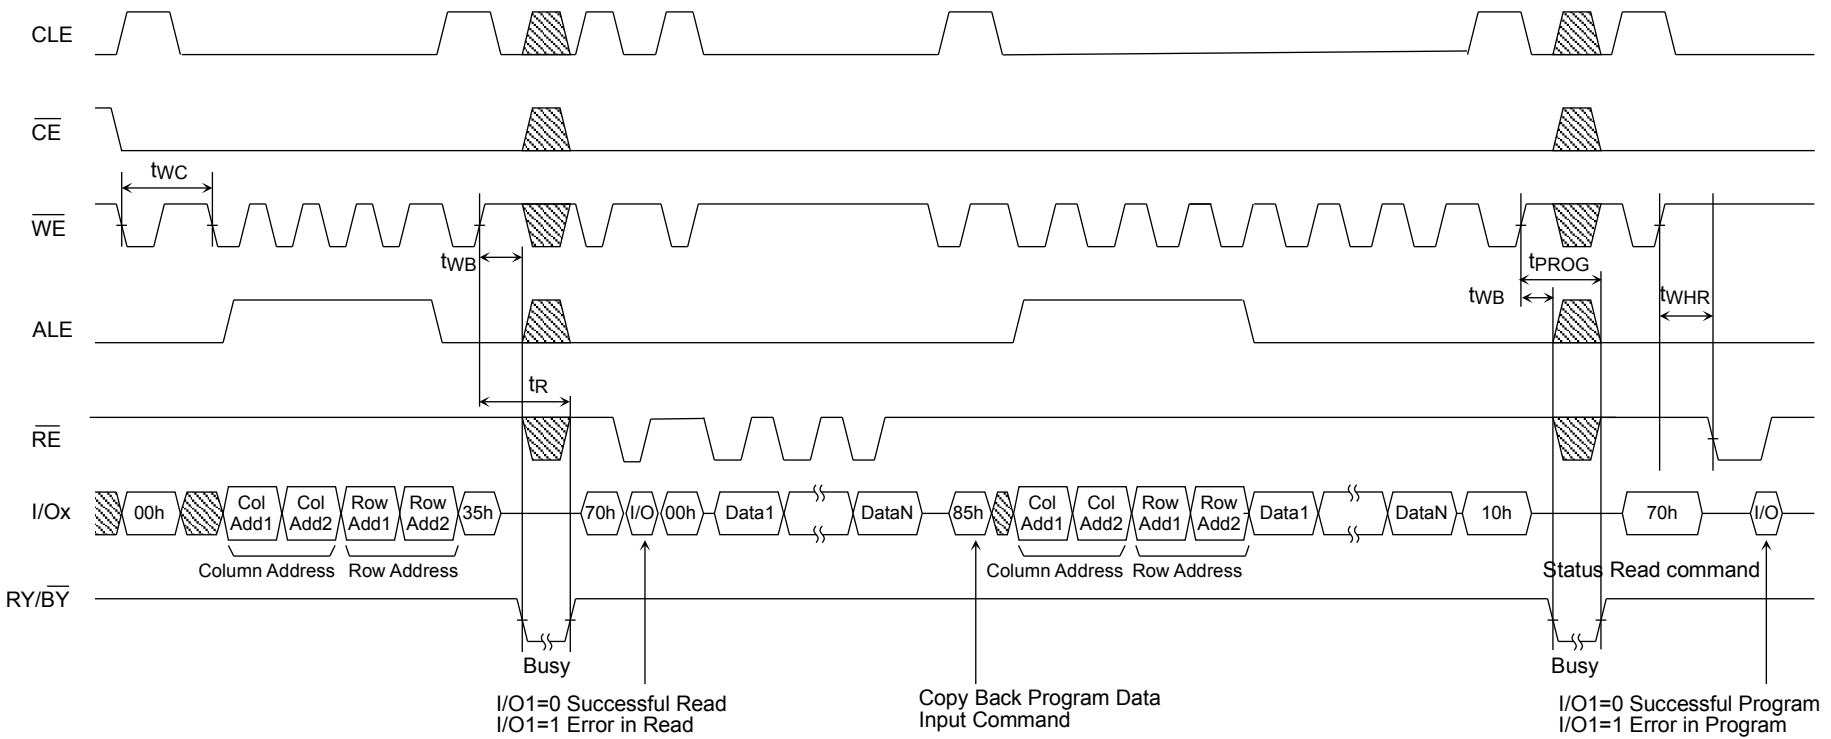 CLE
CE
tWC
WE
tWB
tPROG
tWB
tWHR
ALE
tR
RE
I/Ox
00h
Col Add1
Col Add2
Row Add1
Row Add2
35h
70h
I/O
00h
Data1
DataN
85h
Col Add1
Col Add2
Row Add1
Row Add2
Data1
DataN
10h
70h
I/O
Column Address
Row Address
Column Address
Row Address
Status Read command
RY/BY
Busy
Busy
I/O1=0 Successful Read
I/O1=1 Error in Read
Copy Back Program Data
Input Command
I/O1=0 Successful Program
I/O1=1 Error in Program